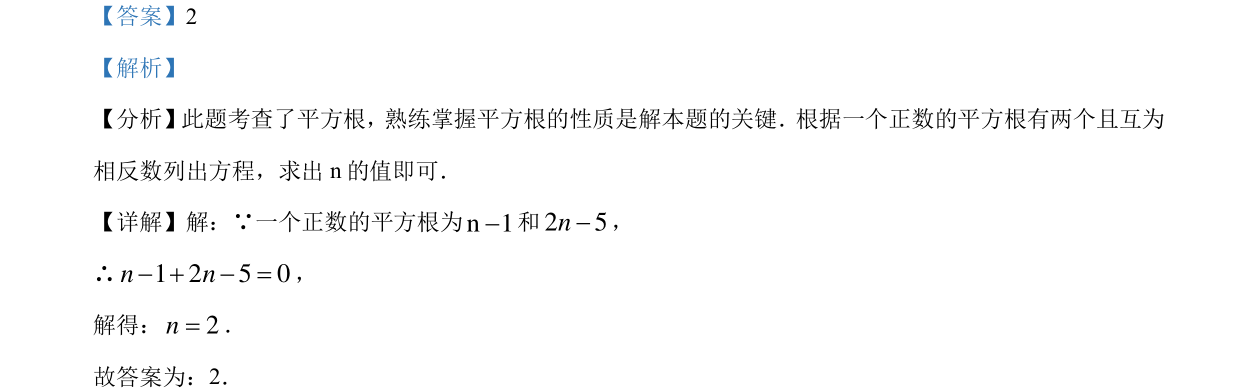 【答案】2
【解析】
【分析】此题考查了平方根，熟练掌握平方根的性质是解本题的关键．根据一个正数的平方根有两个且互为
相反数列出方程，求出 n 的值即可．
【详解】解：∵一个正数的平方根为 n−1 和 2n−5，
∴ n−1+2n−5=0，
解得：n=2．
故答案为：2．